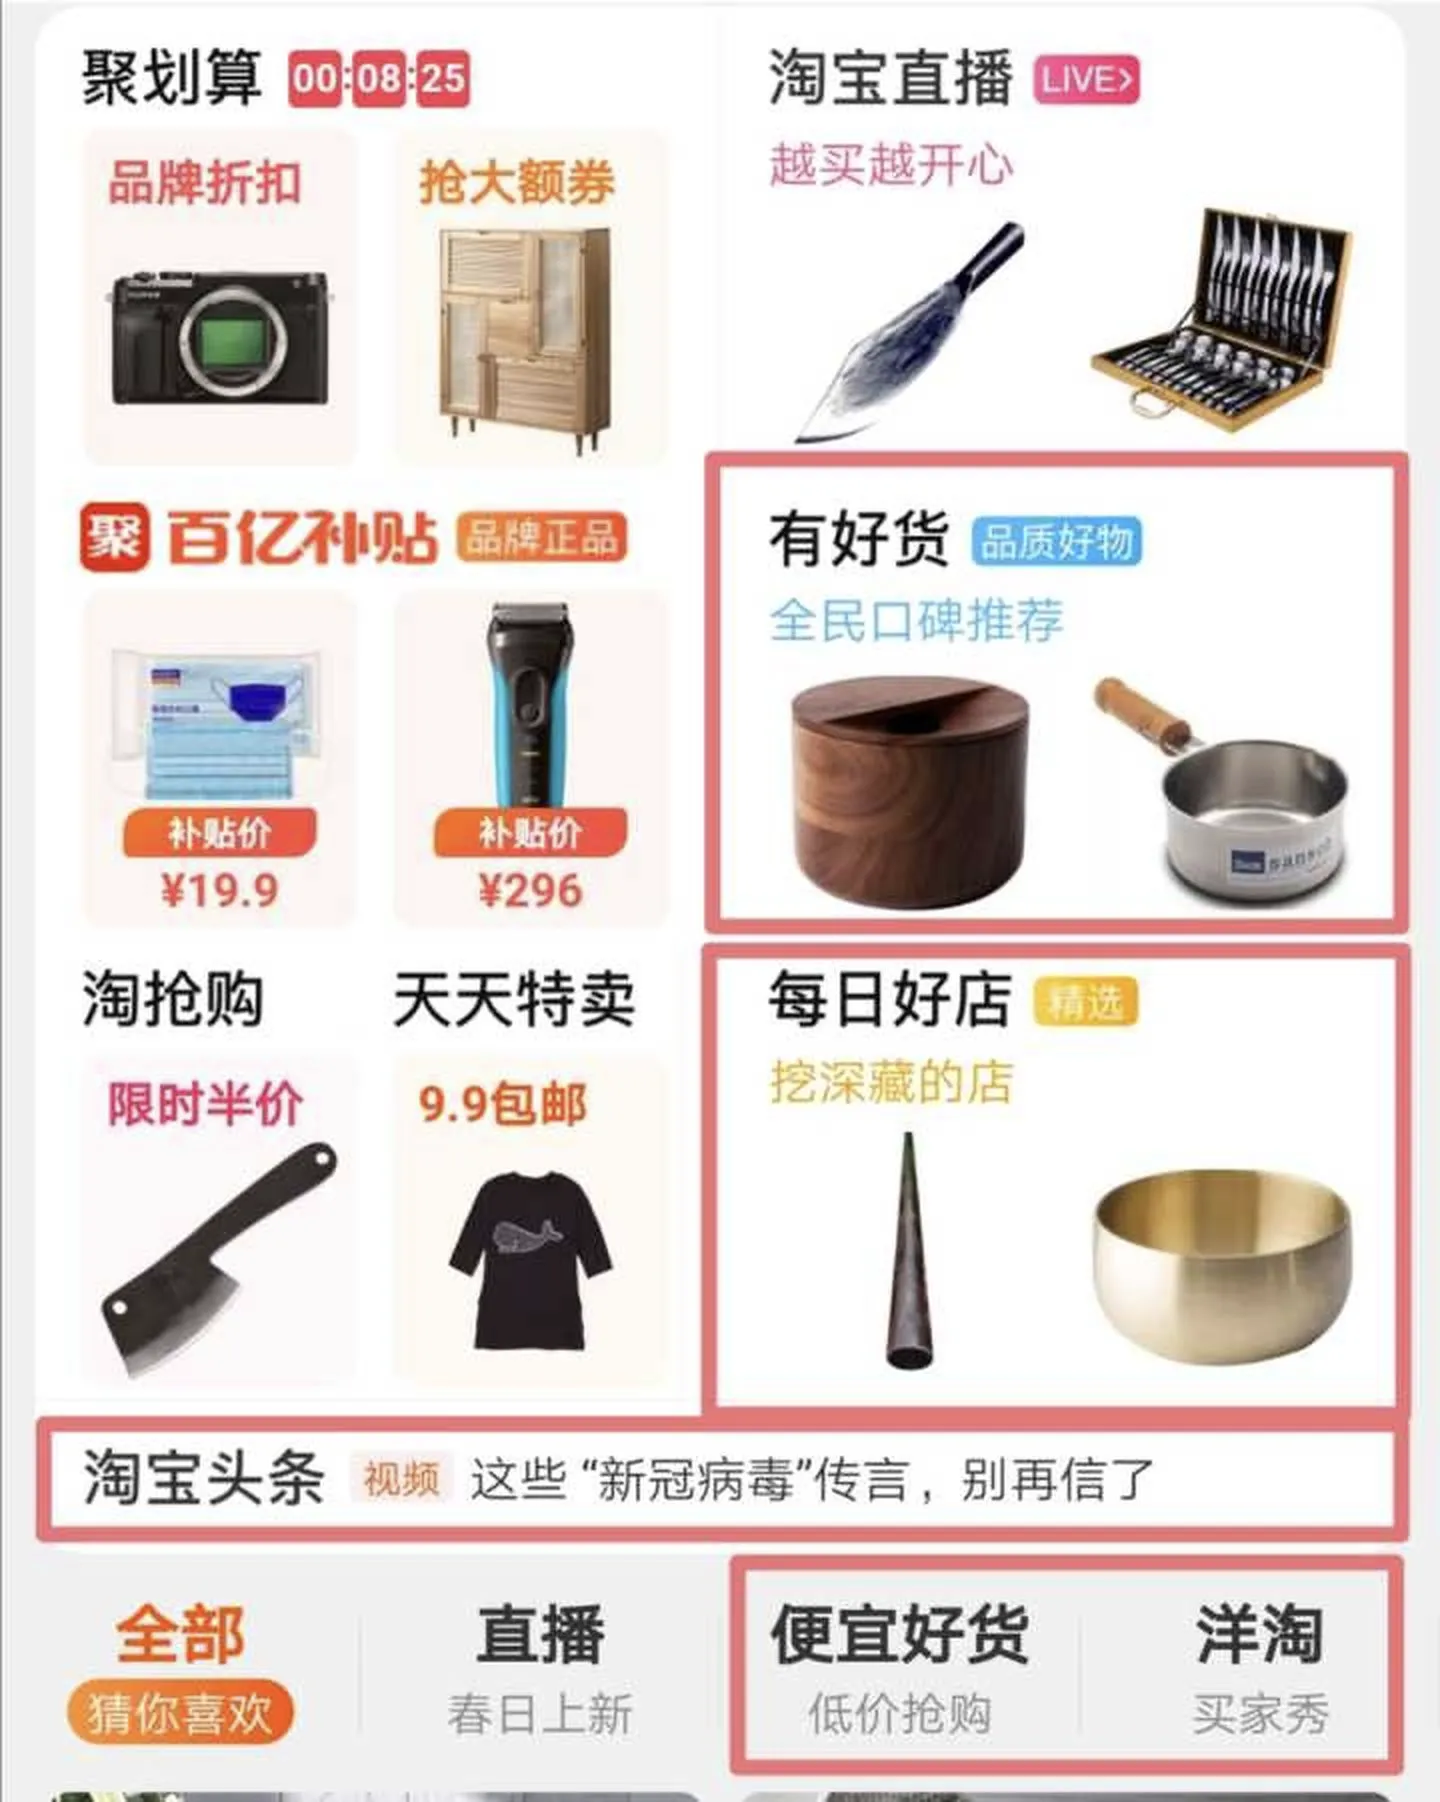 聚划算 00:08:25
品牌折扣 抢大额券
淘宝直播 LIVE>
越买越开心
聚 百亿补贴 品牌正品
补贴价 补贴价
¥19.9 ¥296
有好货 品质好物
全民口碑推荐
淘抢购 天天特卖
限时半价 9.9包邮
每日好店 精选
挖深藏的店
淘宝头条 视频 这些“新冠病毒”传言，别再信了
全部 直播 便宜好货 洋淘
猜你喜欢 春日上新 低价抢购 买家秀